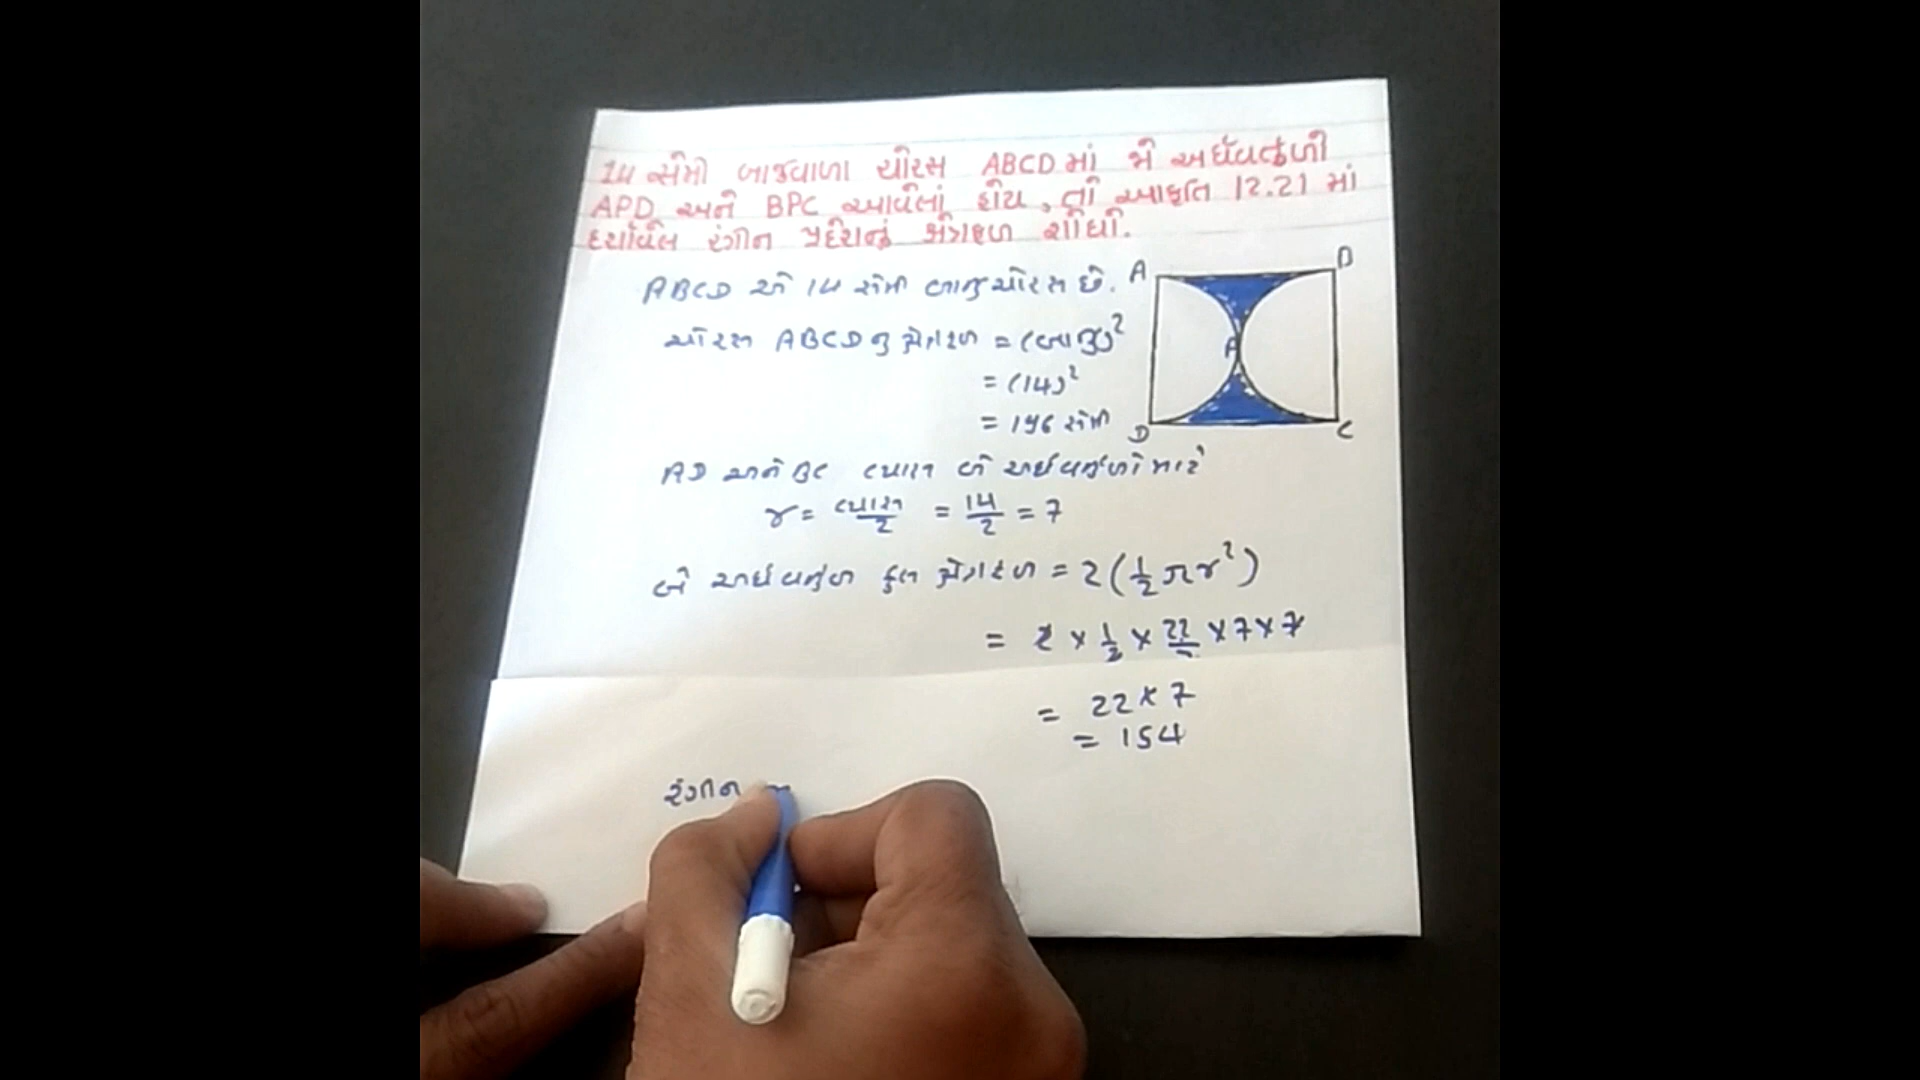 14 સેમી બાજુવાળા ચોરસ ABCD માં જો અર્ધવર્તુળો
APD અને BPC આવેલાં હોય, તો આકૃતિ 12.21 માં
દર્શાવેલ રંગીન પ્રદેશનું ક્ષેત્રફળ શોધો.
A B
ABCD એ 14 સેમી બાજુ ચોરસ છે.
ચોરસ ABCD નુ ક્ષેત્રફળ = (બાજુ)²
= (14)²
= 196 સેમી
D C
AD અને BC વ્યાસ બે અર્ધવર્તુળો માટે
r = વ્યાસ/2 = 14/2 = 7
બે અર્ધવર્તુળ કુલ ક્ષેત્રફળ = 2(1/2 πr²)
= 2 × 1/2 × 22/7 × 7 × 7
= 22 × 7
= 154
રંગીન